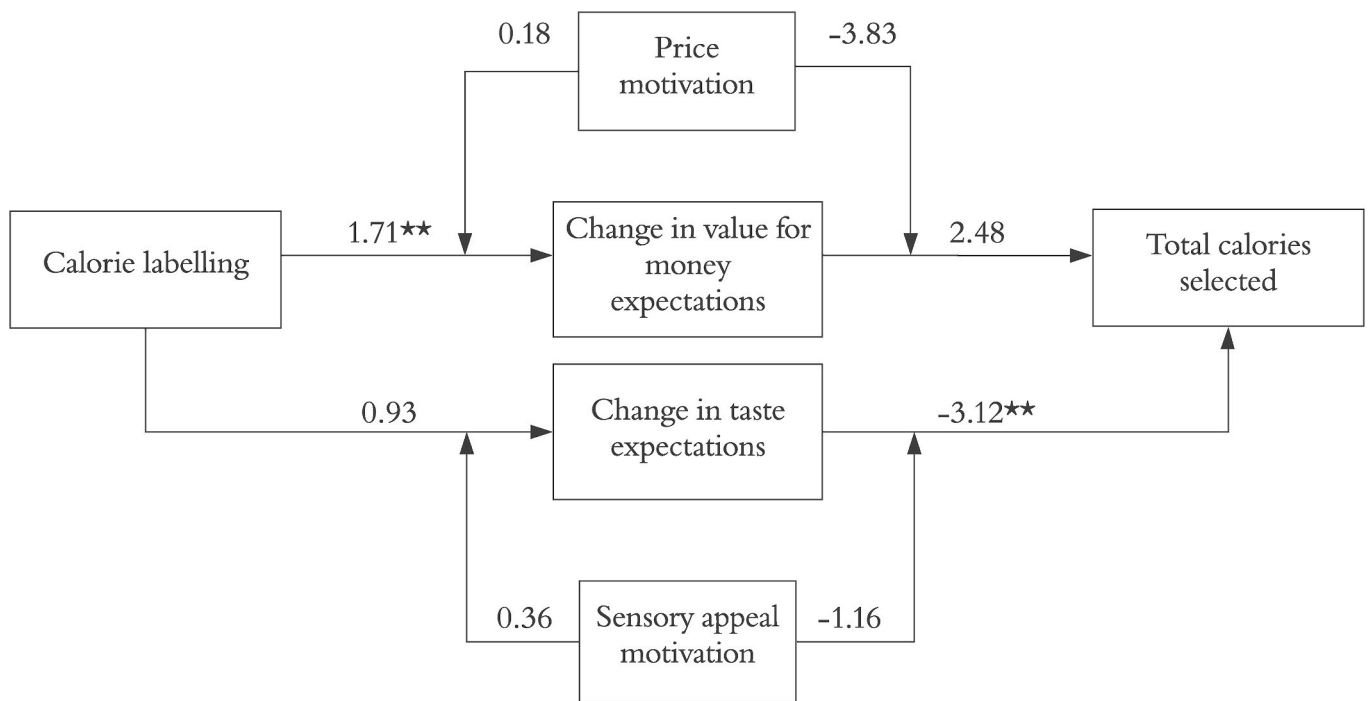 0.18
Price
motivation
-3.83
Calorie labelling
1.71**
Change in value for
money
expectations
2.48
Total calories
selected
0.93
Change in taste
expectations
-3.12**
0.36
Sensory appeal
motivation
-1.16